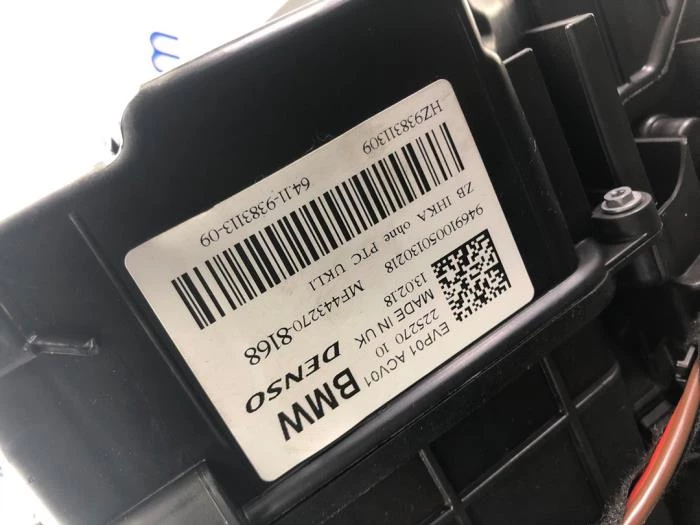 BMW EVP01 ACV01
225270 10
DENSO MADE IN UK
MF443270-8168 13.02.18
946910050130218
ZB IHKA ohne PTC UKL1
64.11-9383113-09 HZ938311309